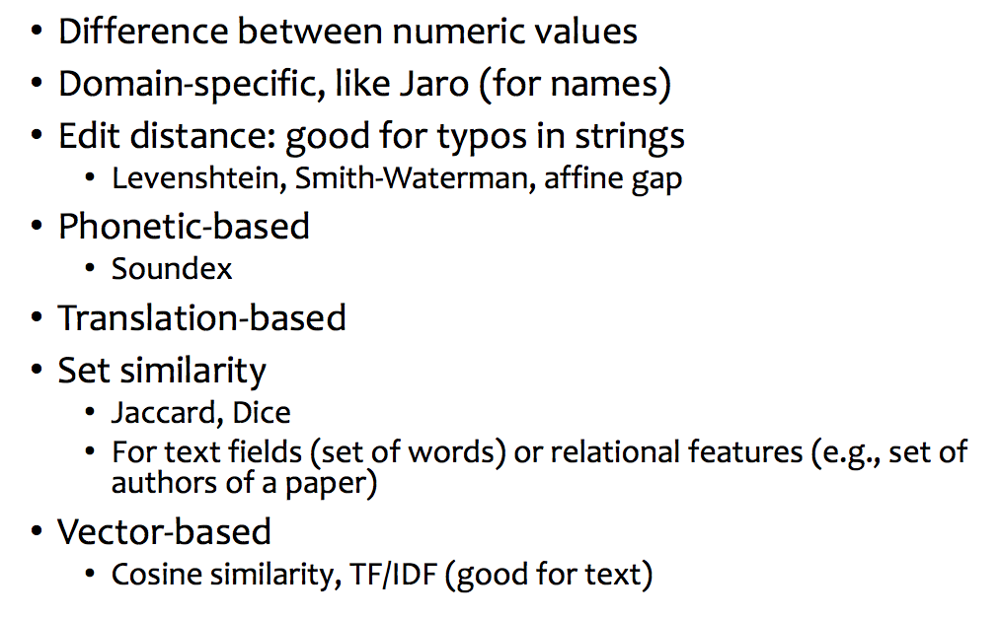 • Difference between numeric values
• Domain-specific, like Jaro (for names)
• Edit distance: good for typos in strings
• Levenshtein, Smith-Waterman, affine gap
• Phonetic-based
• Soundex
• Translation-based
• Set similarity
• Jaccard, Dice
• For text fields (set of words) or relational features (e.g., set of
authors of a paper)
• Vector-based
• Cosine similarity, TF/IDF (good for text)